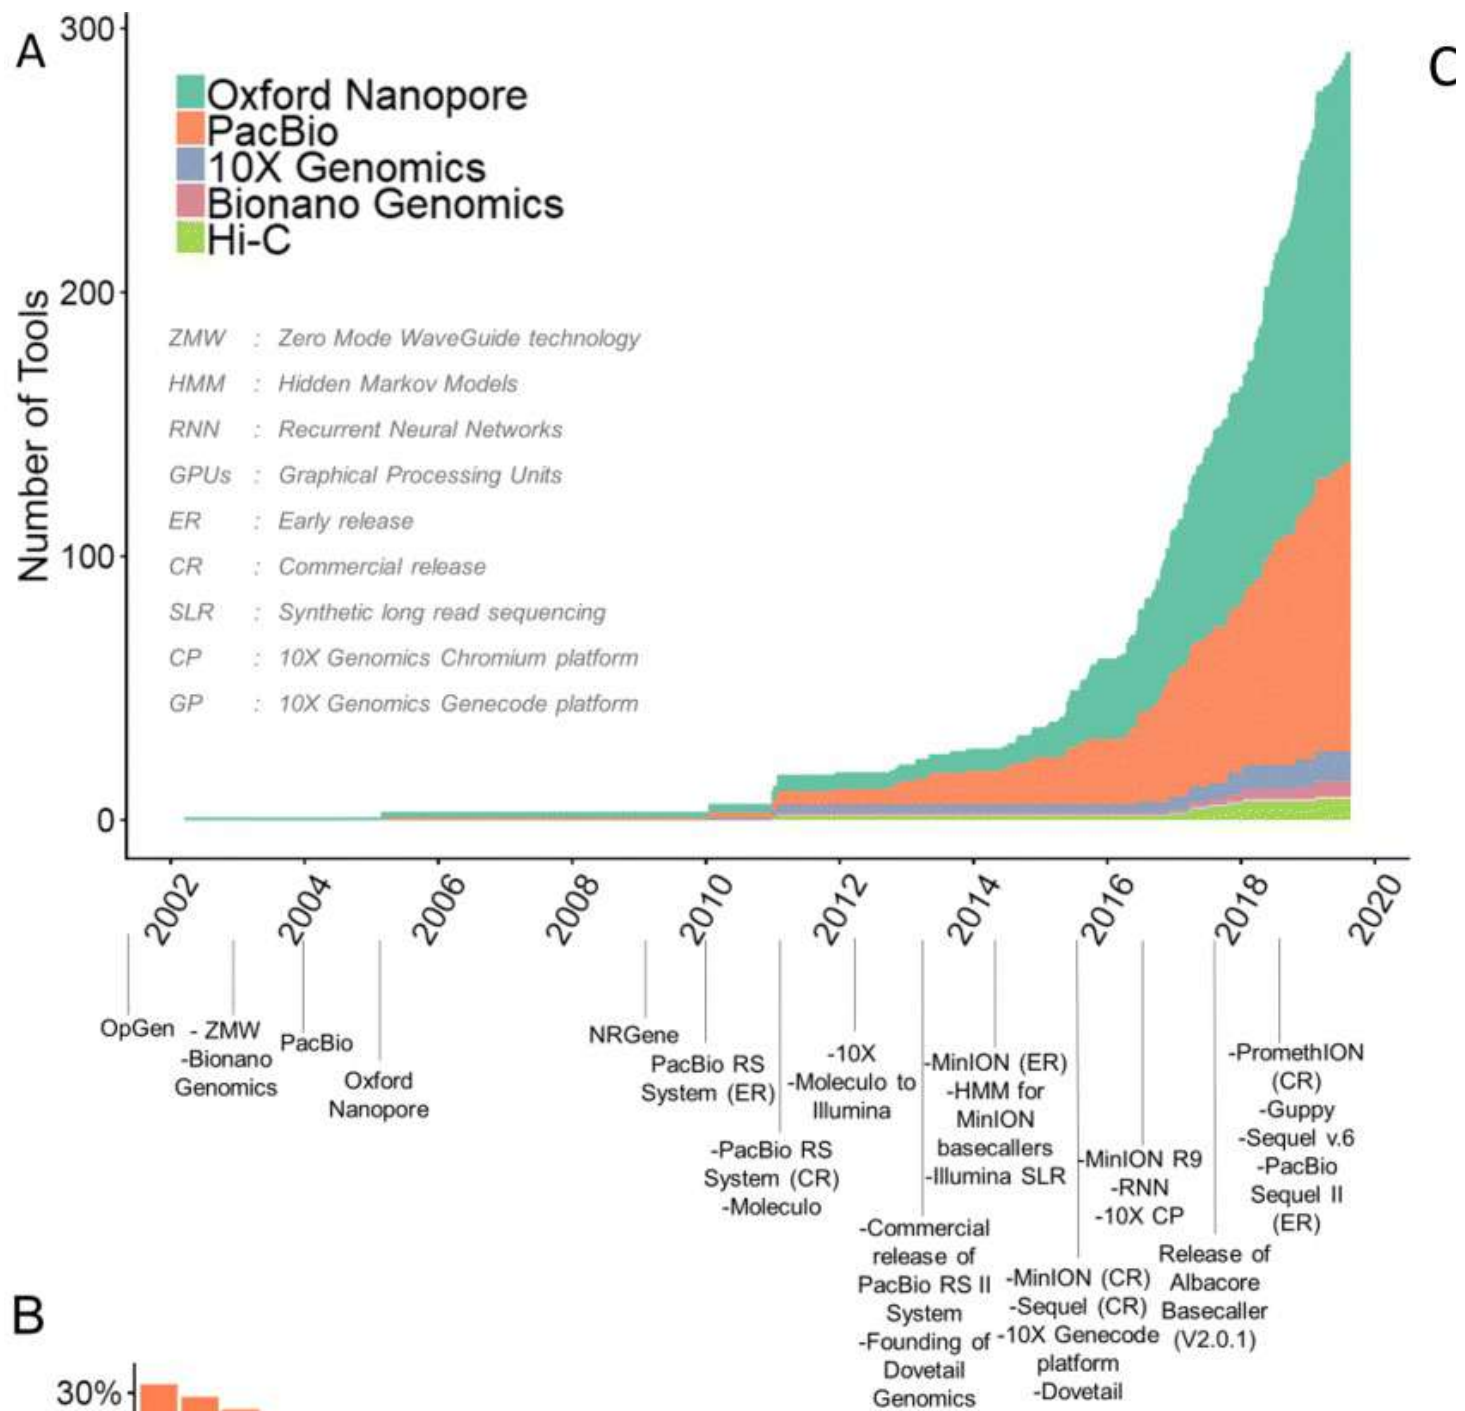 A
C
300
200
100
0
Number of Tools
Oxford Nanopore
PacBio
10X Genomics
Bionano Genomics
Hi-C
ZMW : Zero Mode WaveGuide technology
HMM : Hidden Markov Models
RNN : Recurrent Neural Networks
GPUs : Graphical Processing Units
ER : Early release
CR : Commercial release
SLR : Synthetic long read sequencing
CP : 10X Genomics Chromium platform
GP : 10X Genomics Genecode platform
2002 2004 2006 2008 2010 2012 2014 2016 2018 2020
OpGen
- ZMW
-Bionano
Genomics
PacBio
Oxford
Nanopore
NRGene
PacBio RS
System (ER)
-PacBio RS
System (CR)
-Moleculo
-10X
-Moleculo to
Illumina
-Commercial
release of
PacBio RS II
System
-Founding of
Dovetail
Genomics
-MinION (ER)
-HMM for
MinION
basecallers
-Illumina SLR
-MinION (CR)
-Sequel (CR)
-10X Genecode
platform
-Dovetail
-MinION R9
-RNN
-10X CP
Release of
Albacore
Basecaller
(V2.0.1)
-PromethION
(CR)
-Guppy
-Sequel v.6
-PacBio
Sequel II
(ER)
B
30%